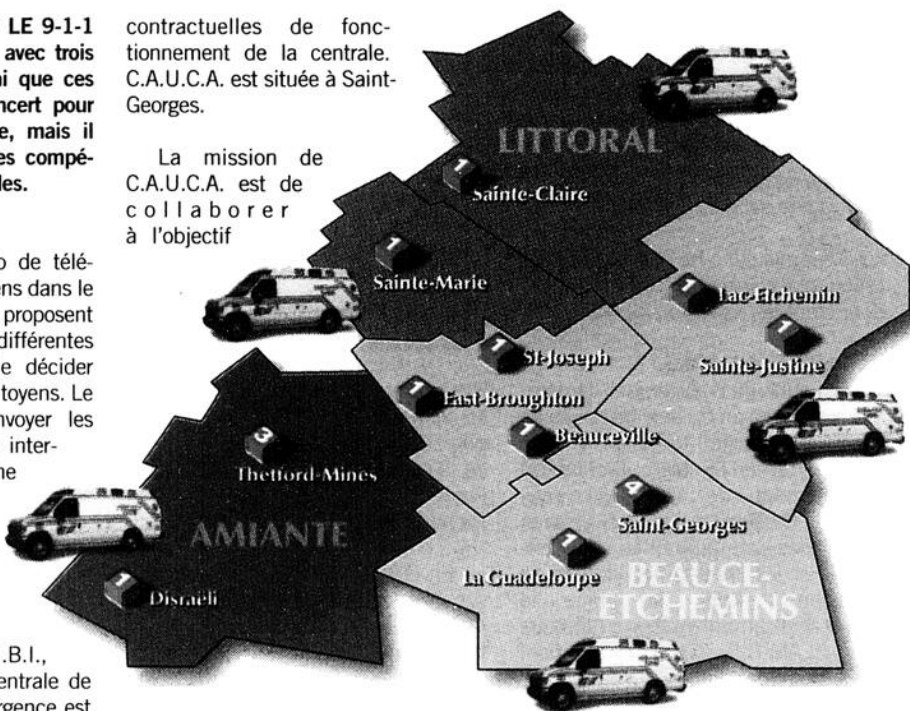 LE 9-1-1
avec trois
ai que ces
ncert pour
e, mais il
es compé-
les.
o de télé-
ens dans le
proposent
différentes
e décider
toyens. Le
nvoyer les
inter-
ne
.B.I.,
entrale de
rgence est
contractuelles de fonc-
tionnement de la centrale.
C.A.U.C.A. est située à Saint-
Georges.
La mission de
C.A.U.C.A. est de
collaborer
à l'objectif
LITTORAL
1
Sainte-Claire
1
Sainte-Marie
1
Lac-Etchemin
1
Sainte-Justine
1
St-Joseph
1
East-Broughton
1
Beauceville
3
Thetford-Mines
4
Saint-Georges
AMIANTE
1
La Guadeloupe
BEAUCE-
ETCHEMINS
1
Disraëli